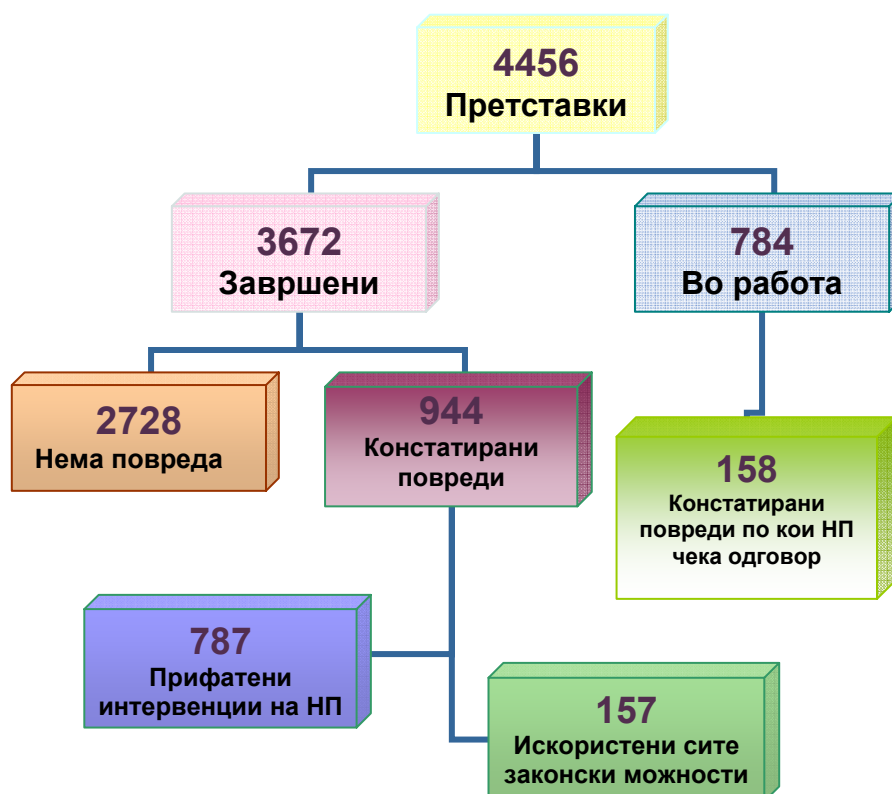 4456
Претставки
3672
Завршени
784
Во работа
2728
Нема повреда
944
Констатирани
повреди
158
Констатирани
повреди по кои НП
чека одговор
787
Прифатени
интервенции на НП
157
Искористени сите
законски можности